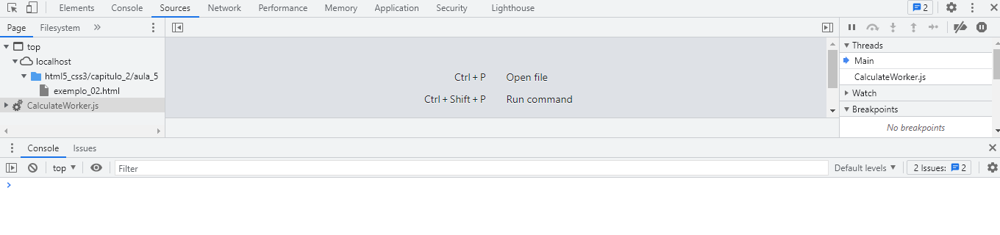 Elements Console Sources Network Performance Memory Application Security Lighthouse 2
Page Filesystem »
top
localhost
html5_css3/capitulo_2/aula_5
exemplo_02.html
CalculateWorker.js
Ctrl + P Open file
Ctrl + Shift + P Run command
Threads
Main
CalculateWorker.js
Watch
Breakpoints
No breakpoints
Console Issues
top Filter Default levels 2 Issues: 2